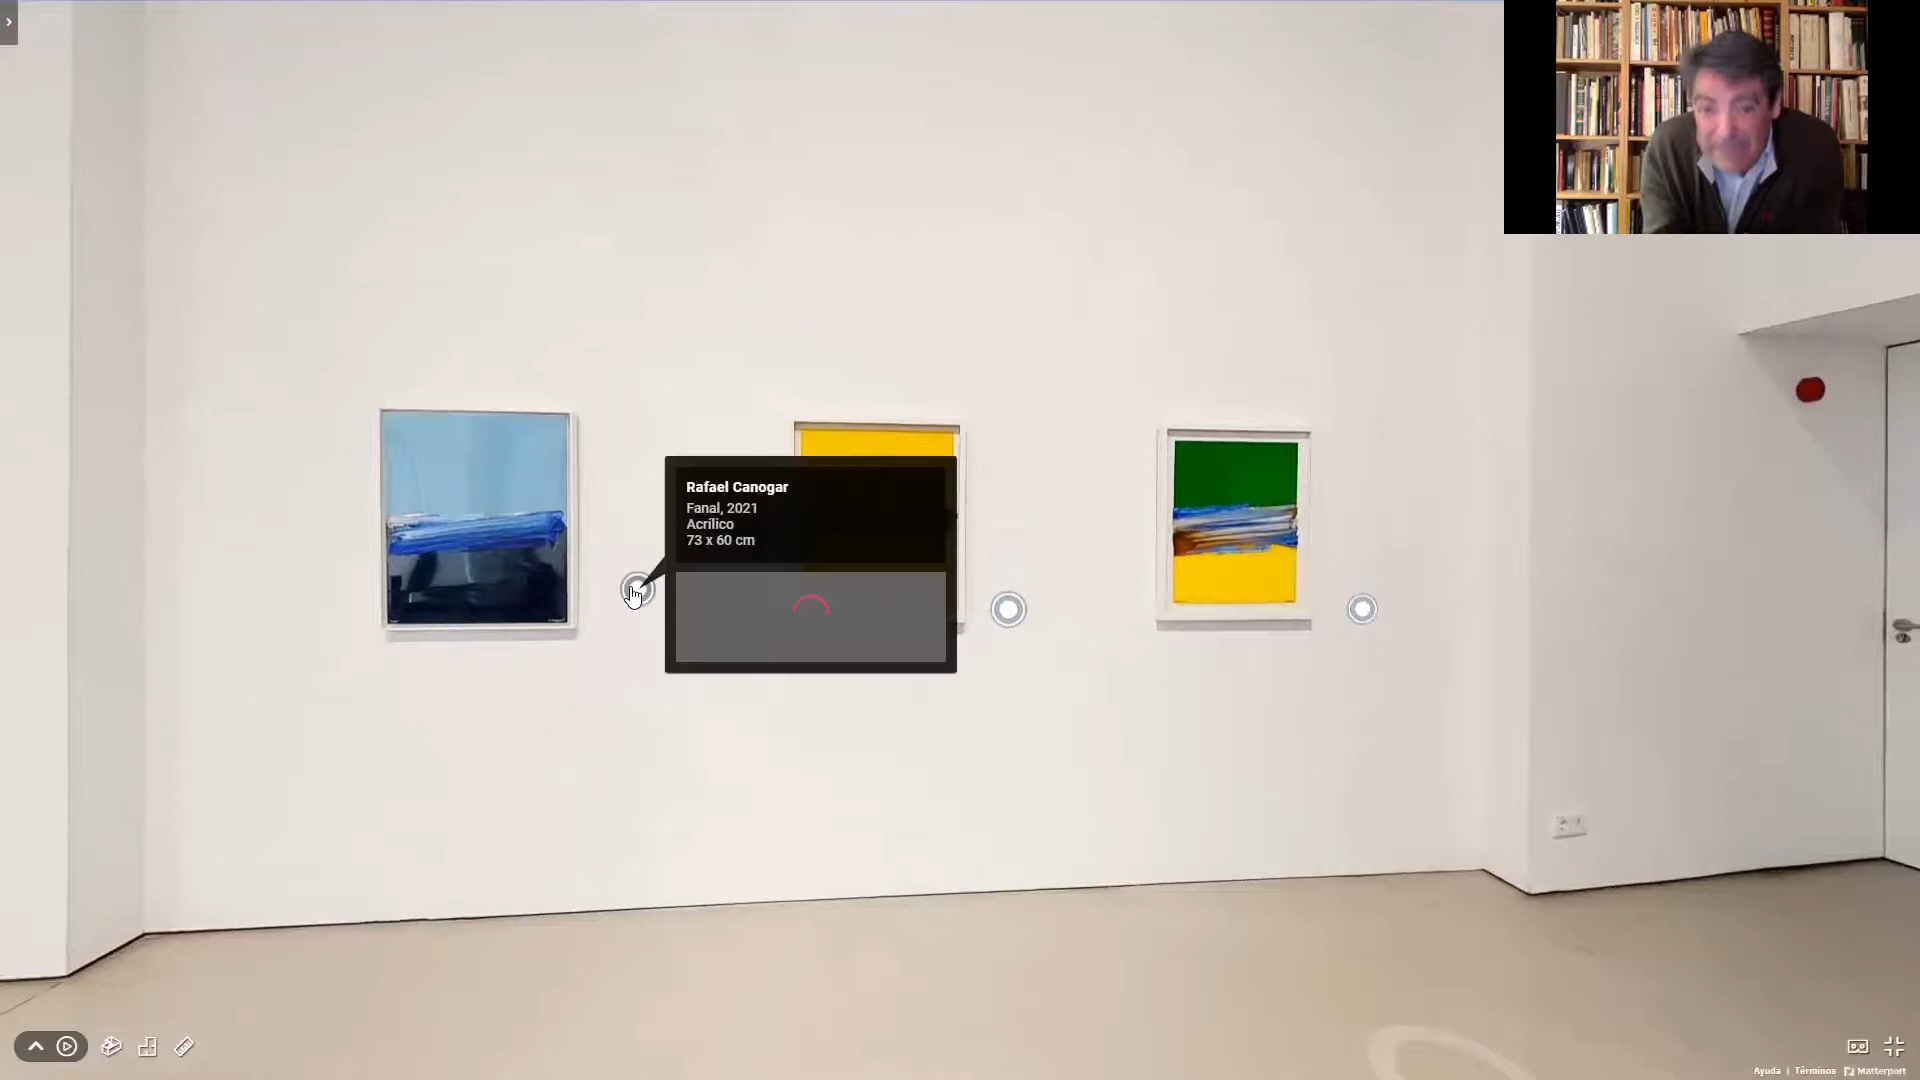 Rafael Canogar
Fanal, 2021
Acrílico
73 x 60 cm
Ayuda | Términos Matterport